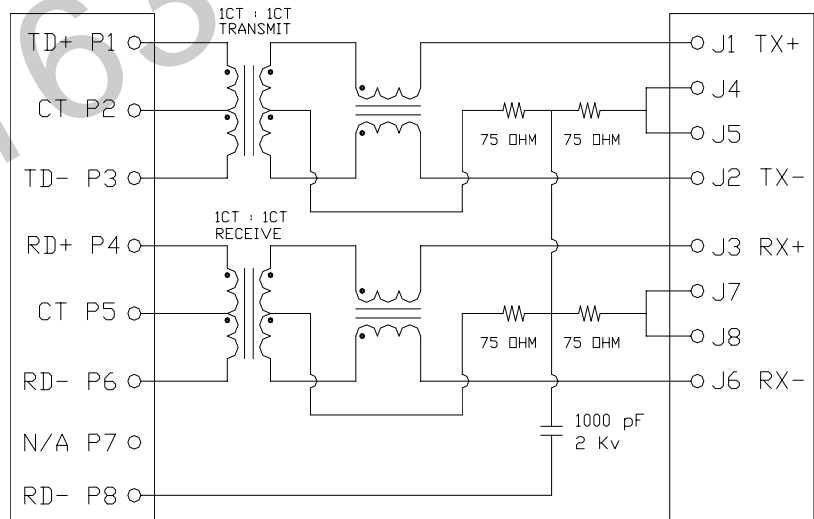 1CT : 1CT
TRANSMIT
TD+ P1
J1 TX+
J4
CT P2
75 OHM
75 OHM
J5
TD- P3
J2 TX-
1CT : 1CT
RECEIVE
RD+ P4
J3 RX+
J7
CT P5
75 OHM
75 OHM
J8
RD- P6
J6 RX-
1000 pF
2 Kv
N/A P7
RD- P8